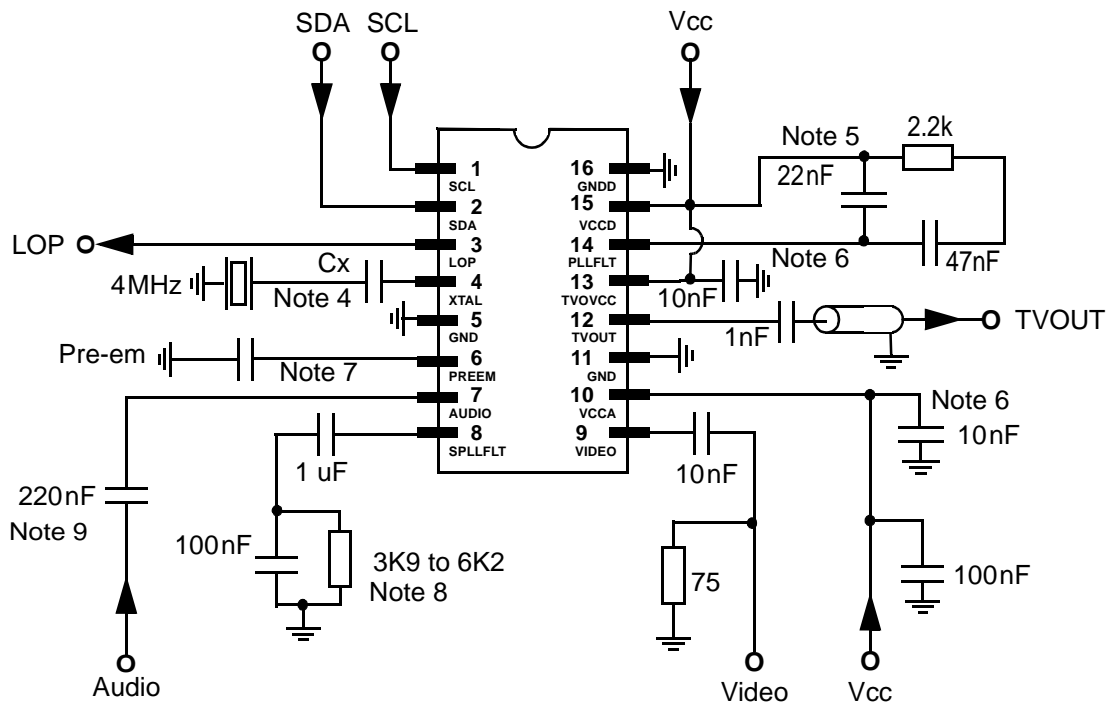 SDA SCL
Vcc
Note 5
2.2k
22nF
1
SCL
16
GNDD
2
SDA
15
VCCD
LOP
3
LOP
14
PLLFLT
Note 6
47nF
4MHz
Cx
Note 4
4
XTAL
13
TVOVCC
10nF
5
GND
12
TVOUT
1nF
TVOUT
Pre-em
Note 7
6
PREEM
11
GND
7
AUDIO
10
VCCA
Note 6
10nF
8
SPLLFLT
9
VIDEO
1 uF
10nF
220nF
Note 9
100nF
3K9 to 6K2
Note 8
75
100nF
Audio
Video
Vcc